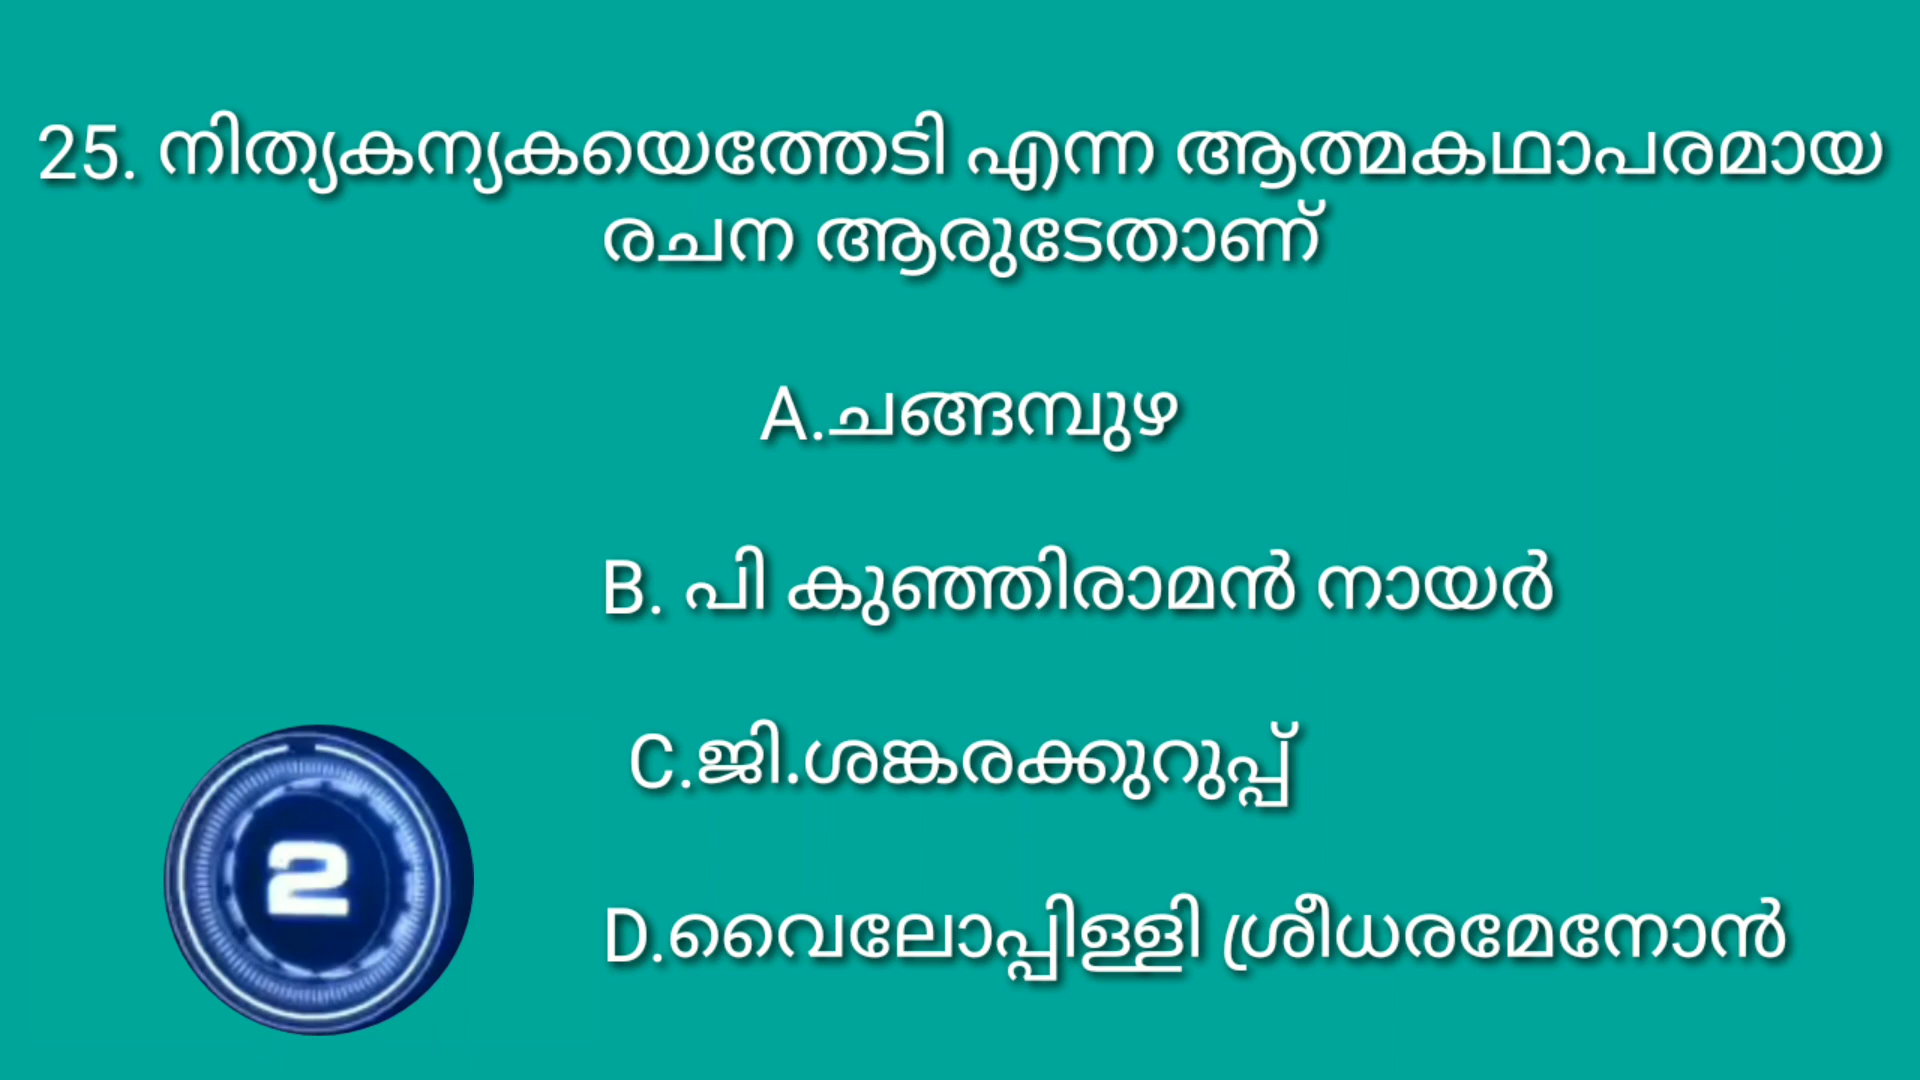 25. നിത്യകന്യകയെത്തേടി എന്ന ആത്മകഥാപരമായ
രചന ആരുടേതാണ്
A.ചങ്ങമ്പുഴ
B. പി കുഞ്ഞിരാമൻ നായർ
C.ജി.ശങ്കരക്കുറുപ്പ്
D.വൈലോപ്പിള്ളി ശ്രീധരമേനോൻ
2